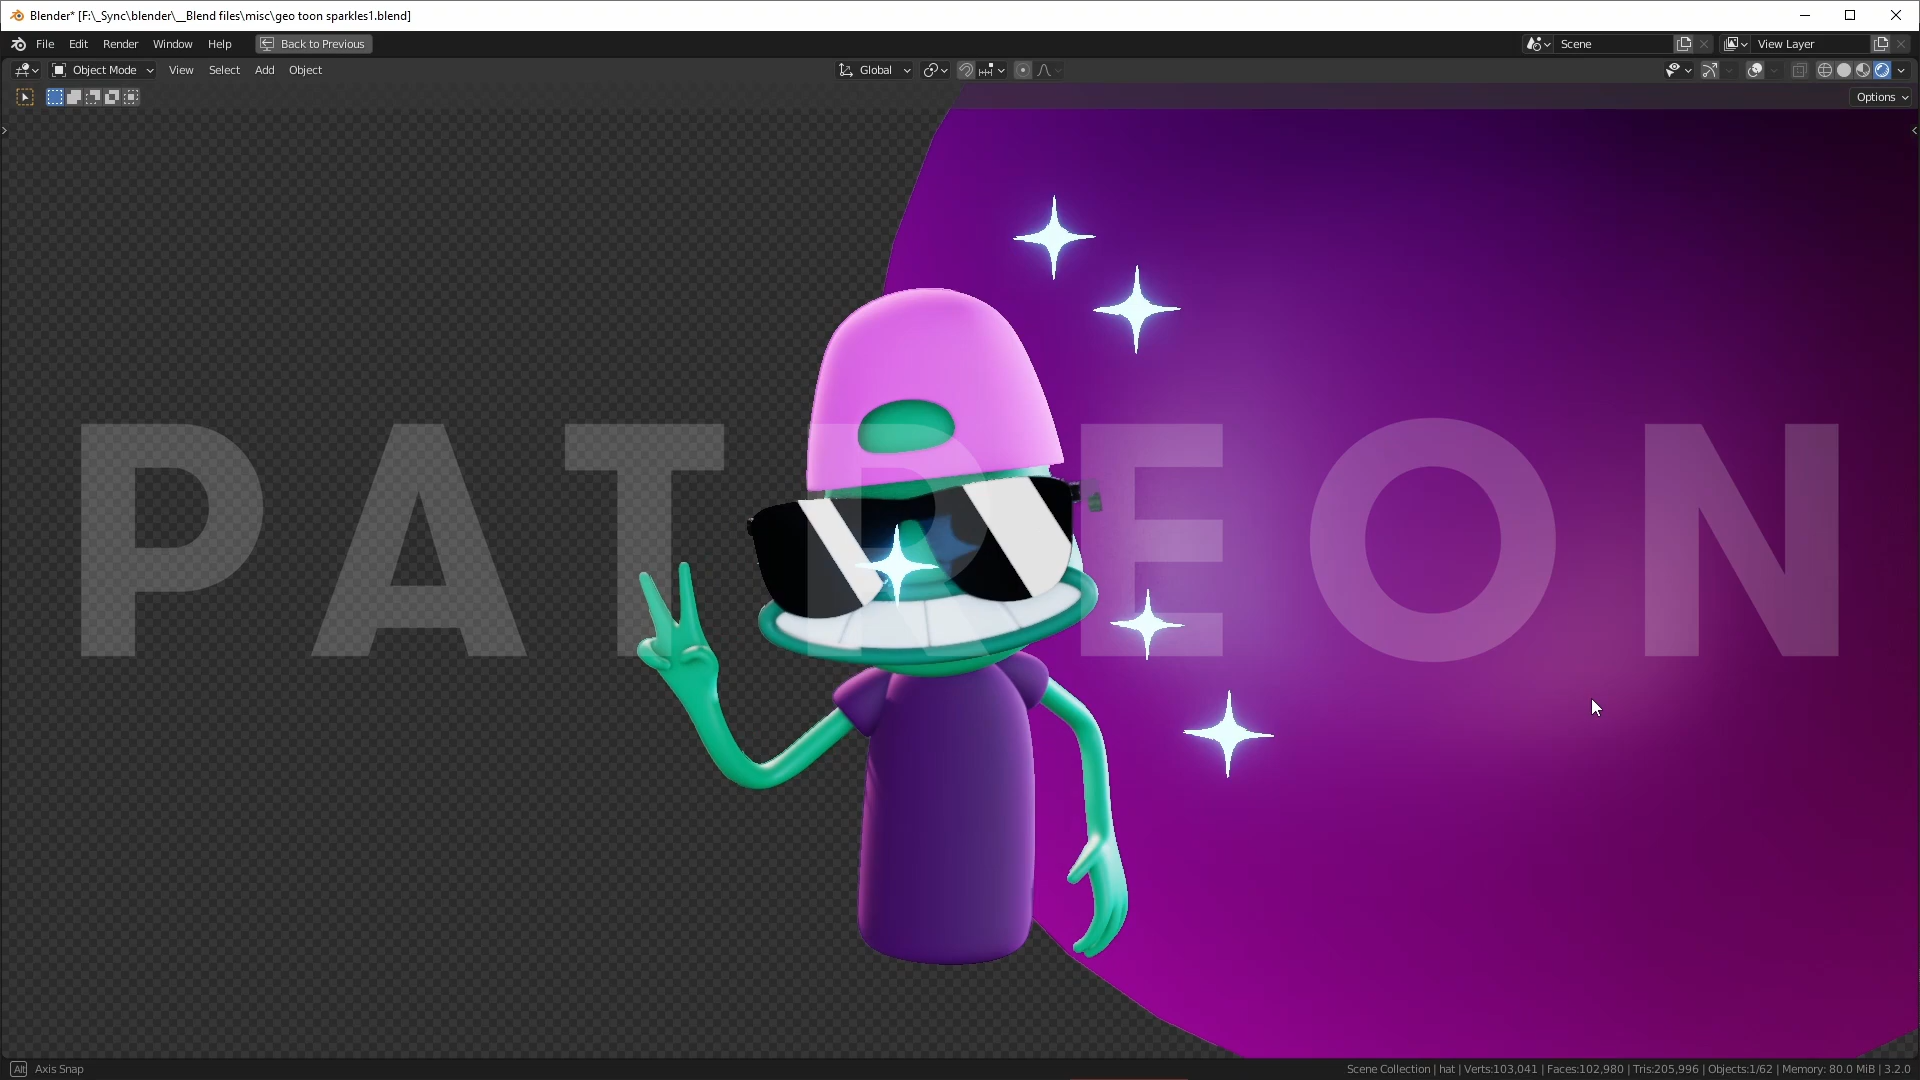 Blender* [F:\_Sync\blender\__Blend files\misc\geo toon sparkles1.blend]
File Edit Render Window Help Back to Previous Scene View Layer
Object Mode View Select Add Object Global
Options
PATREON
Alt Axis Snap Scene Collection | hat | Verts:103,041 | Faces:102,980 | Tris:205,996 | Objects:1/62 | Memory: 80.0 MiB | 3.2.0